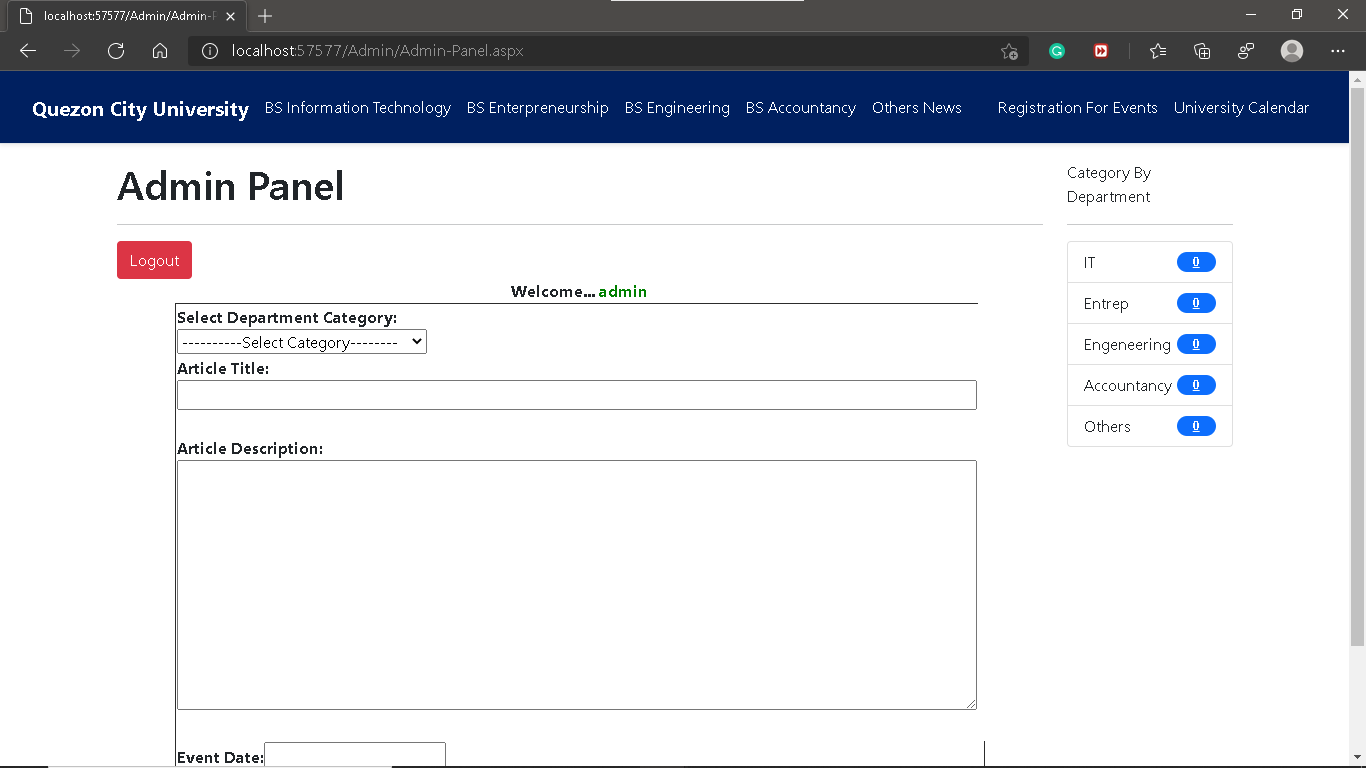 localhost:57577/Admin/Admin-P
localhost:57577/Admin/Admin-Panel.aspx
Quezon City University BS Information Technology BS Enterpreneurship BS Engineering BS Accountancy Others News Registration For Events University Calendar
Admin Panel
Logout
Welcome... admin
Select Department Category:
----------Select Category--------
Article Title:
Article Description:
Event Date:
Category By
Department
IT 0
Entrep 0
Engeneering 0
Accountancy 0
Others 0